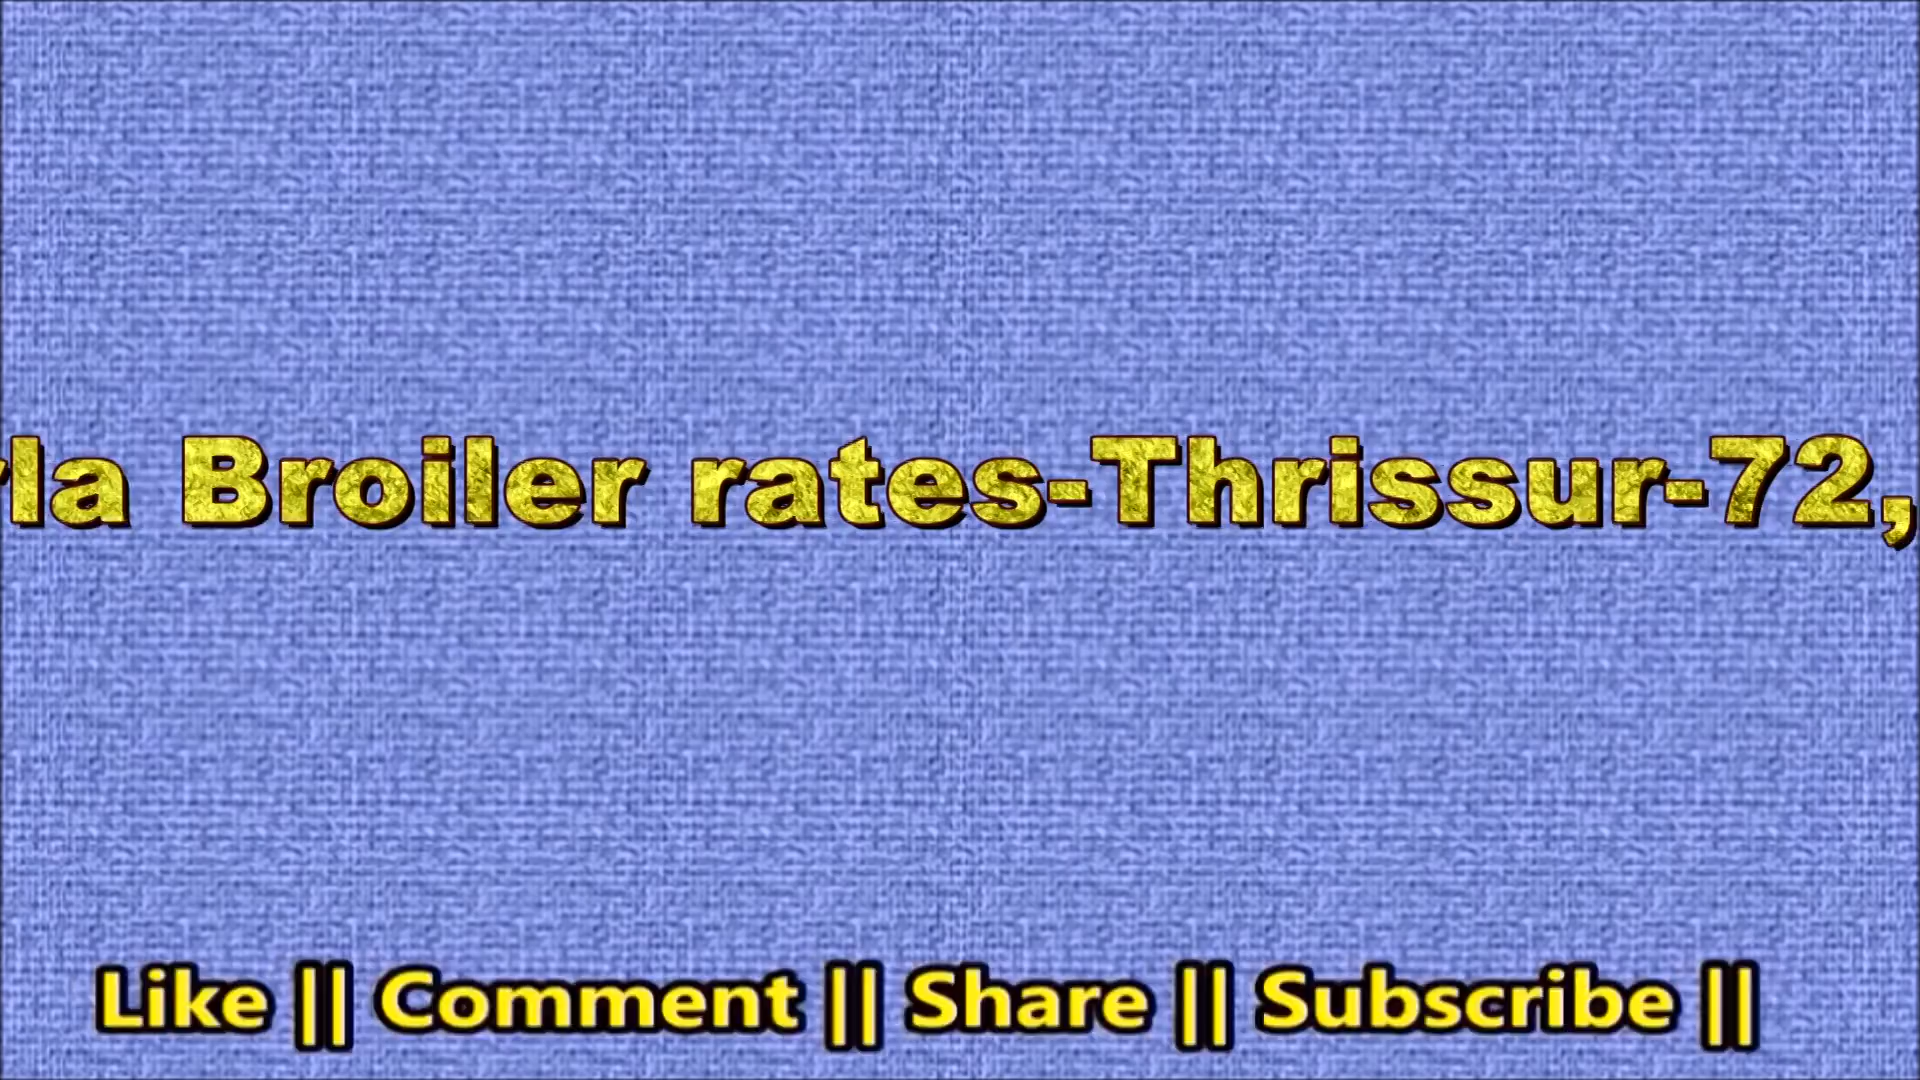 la Broiler rates-Thrissur-72,
Like || Comment || Share || Subscribe ||